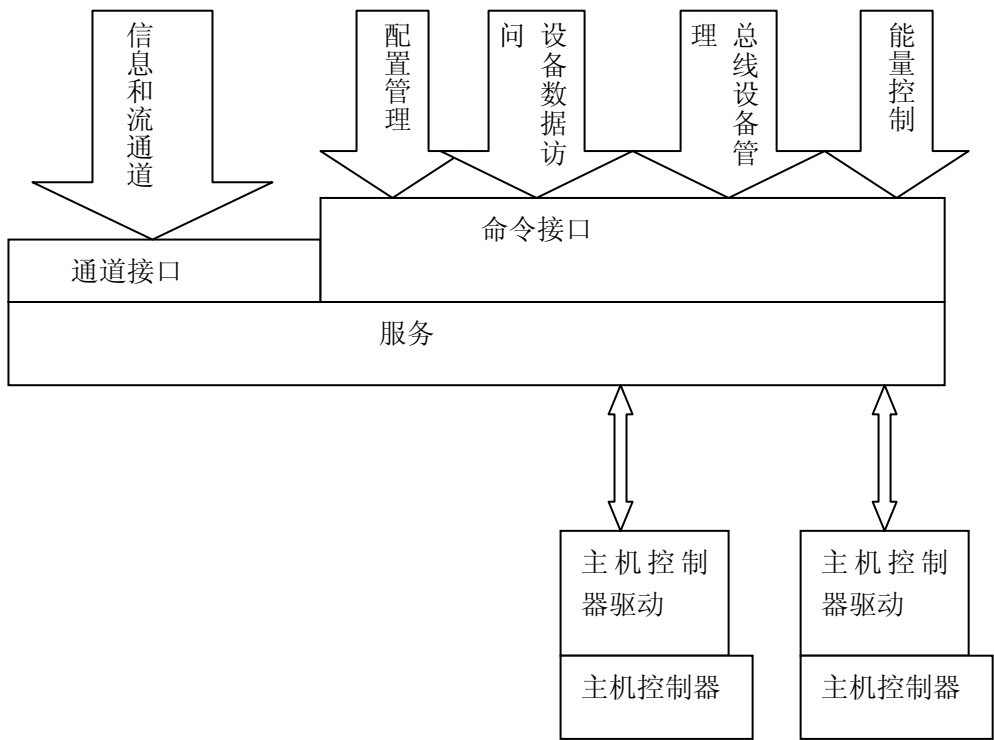 信息和流通道
配置管理
设备数据访
问
总线设备管
理
能量控制
命令接口
通道接口
服务
主机控制
器驱动
主机控制
器驱动
主机控制器
主机控制器